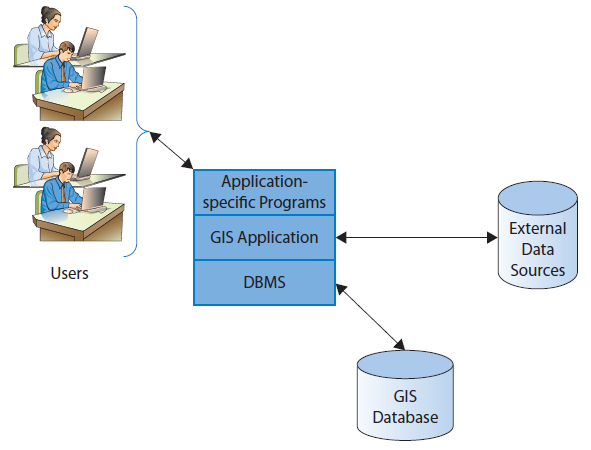 Users
Application-
specific Programs
GIS Application
DBMS
External
Data
Sources
GIS
Database